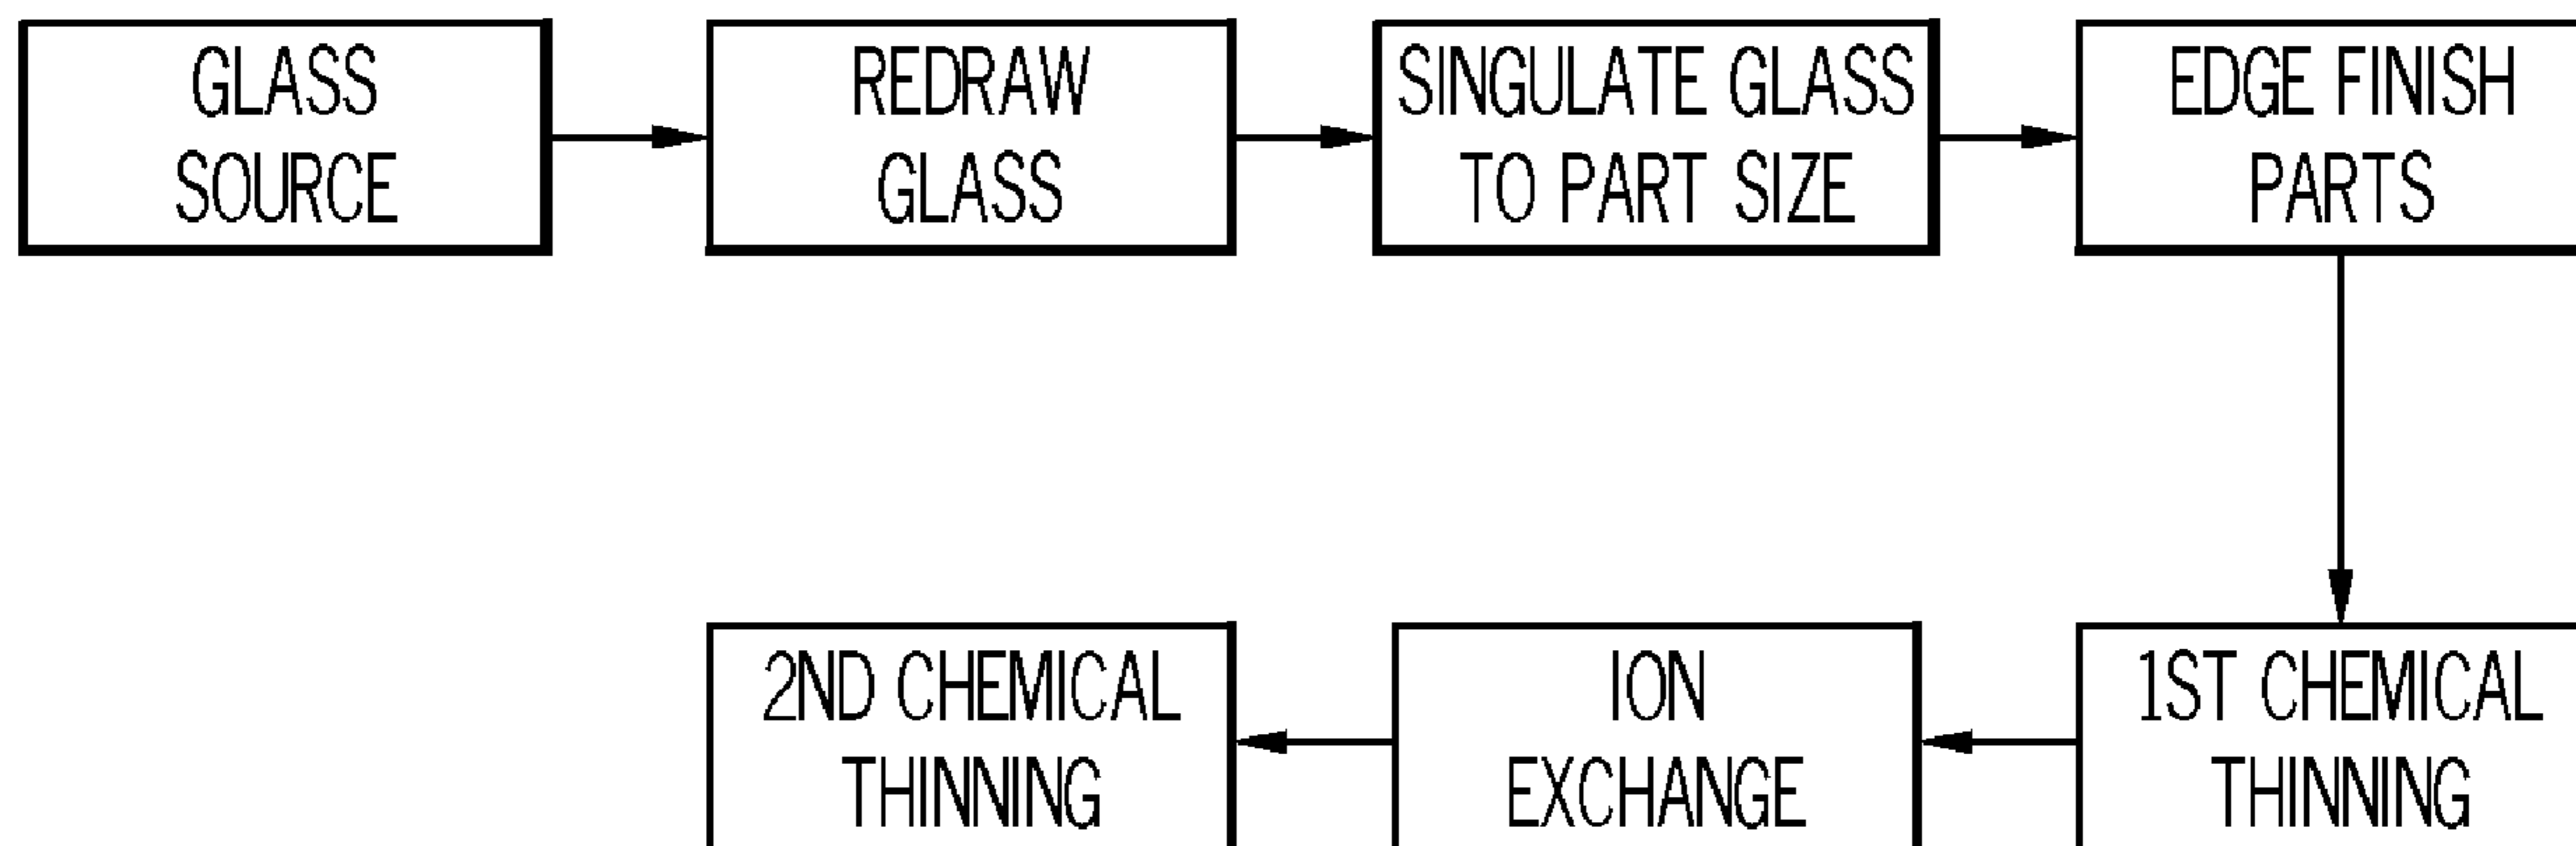 GLASS
SOURCE
REDRAW
GLASS
SINGULATE GLASS
TO PART SIZE
EDGE FINISH
PARTS
1ST CHEMICAL
THINNING
ION
EXCHANGE
2ND CHEMICAL
THINNING